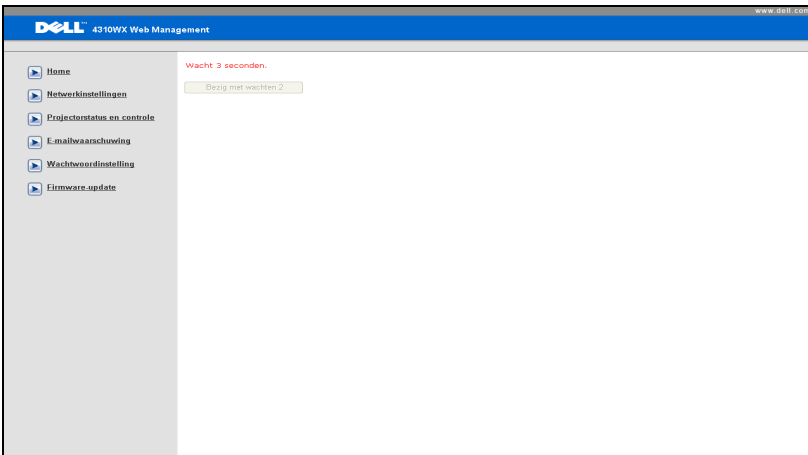 www.dell.com
DELL™ 4310WX Web Management
Wacht 3 seconden.
Bezig met wachten 2
Home
Netwerkinstellingen
Projectorstatus en controle
E-mailwaarschuwing
Wachtwoordinstelling
Firmware-update